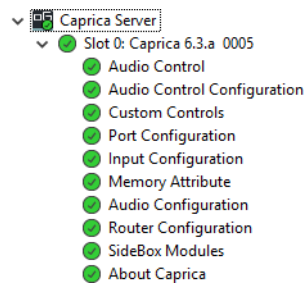 Caprica Server
Slot 0: Caprica 6.3.a 0005
Audio Control
Audio Control Configuration
Custom Controls
Port Configuration
Input Configuration
Memory Attribute
Audio Configuration
Router Configuration
SideBox Modules
About Caprica